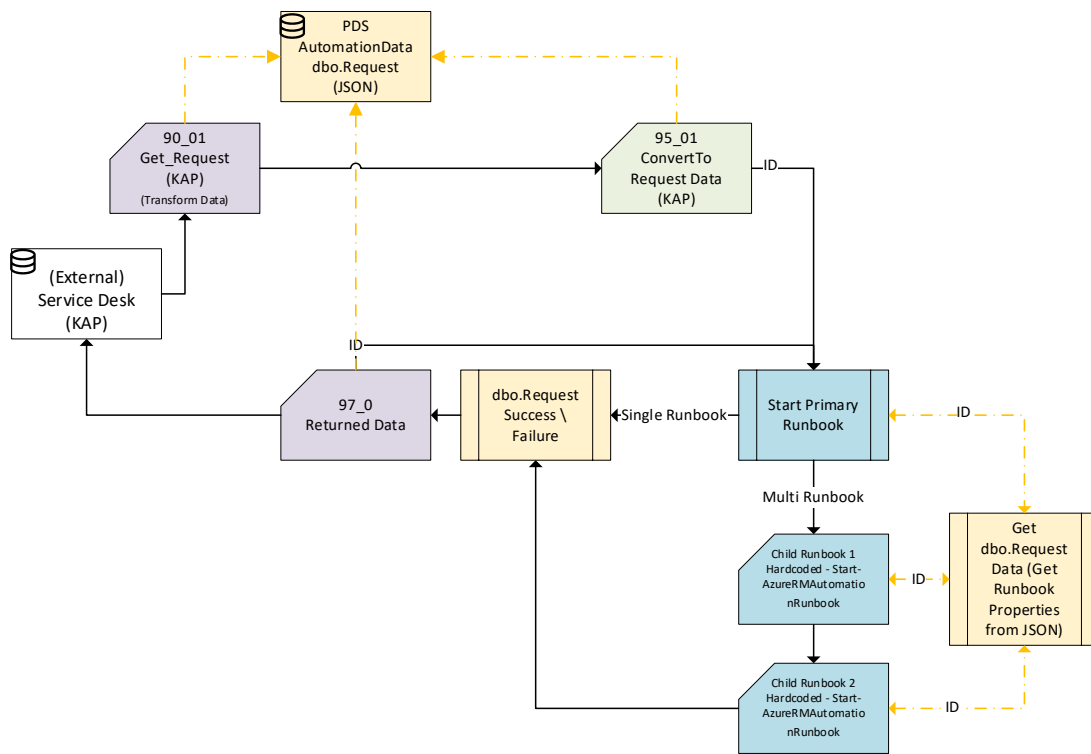 PDS
AutomationData
dbo.Request
(JSON)
90_01
Get_Request
(KAP)
(Transform Data)
95_01
ConvertTo
Request Data
(KAP)
ID
(External)
Service Desk
(KAP)
ID
97_0
Returned Data
dbo.Request
Success \
Failure
Single Runbook
Start Primary
Runbook
ID
Multi Runbook
Child Runbook 1
Hardcoded - Start-
AzureRMAutomatio
nRunbook
ID
Get
dbo.Request
Data (Get
Runbook
Properties
from JSON)
Child Runbook 2
Hardcoded - Start-
AzureRMAutomatio
nRunbook
ID